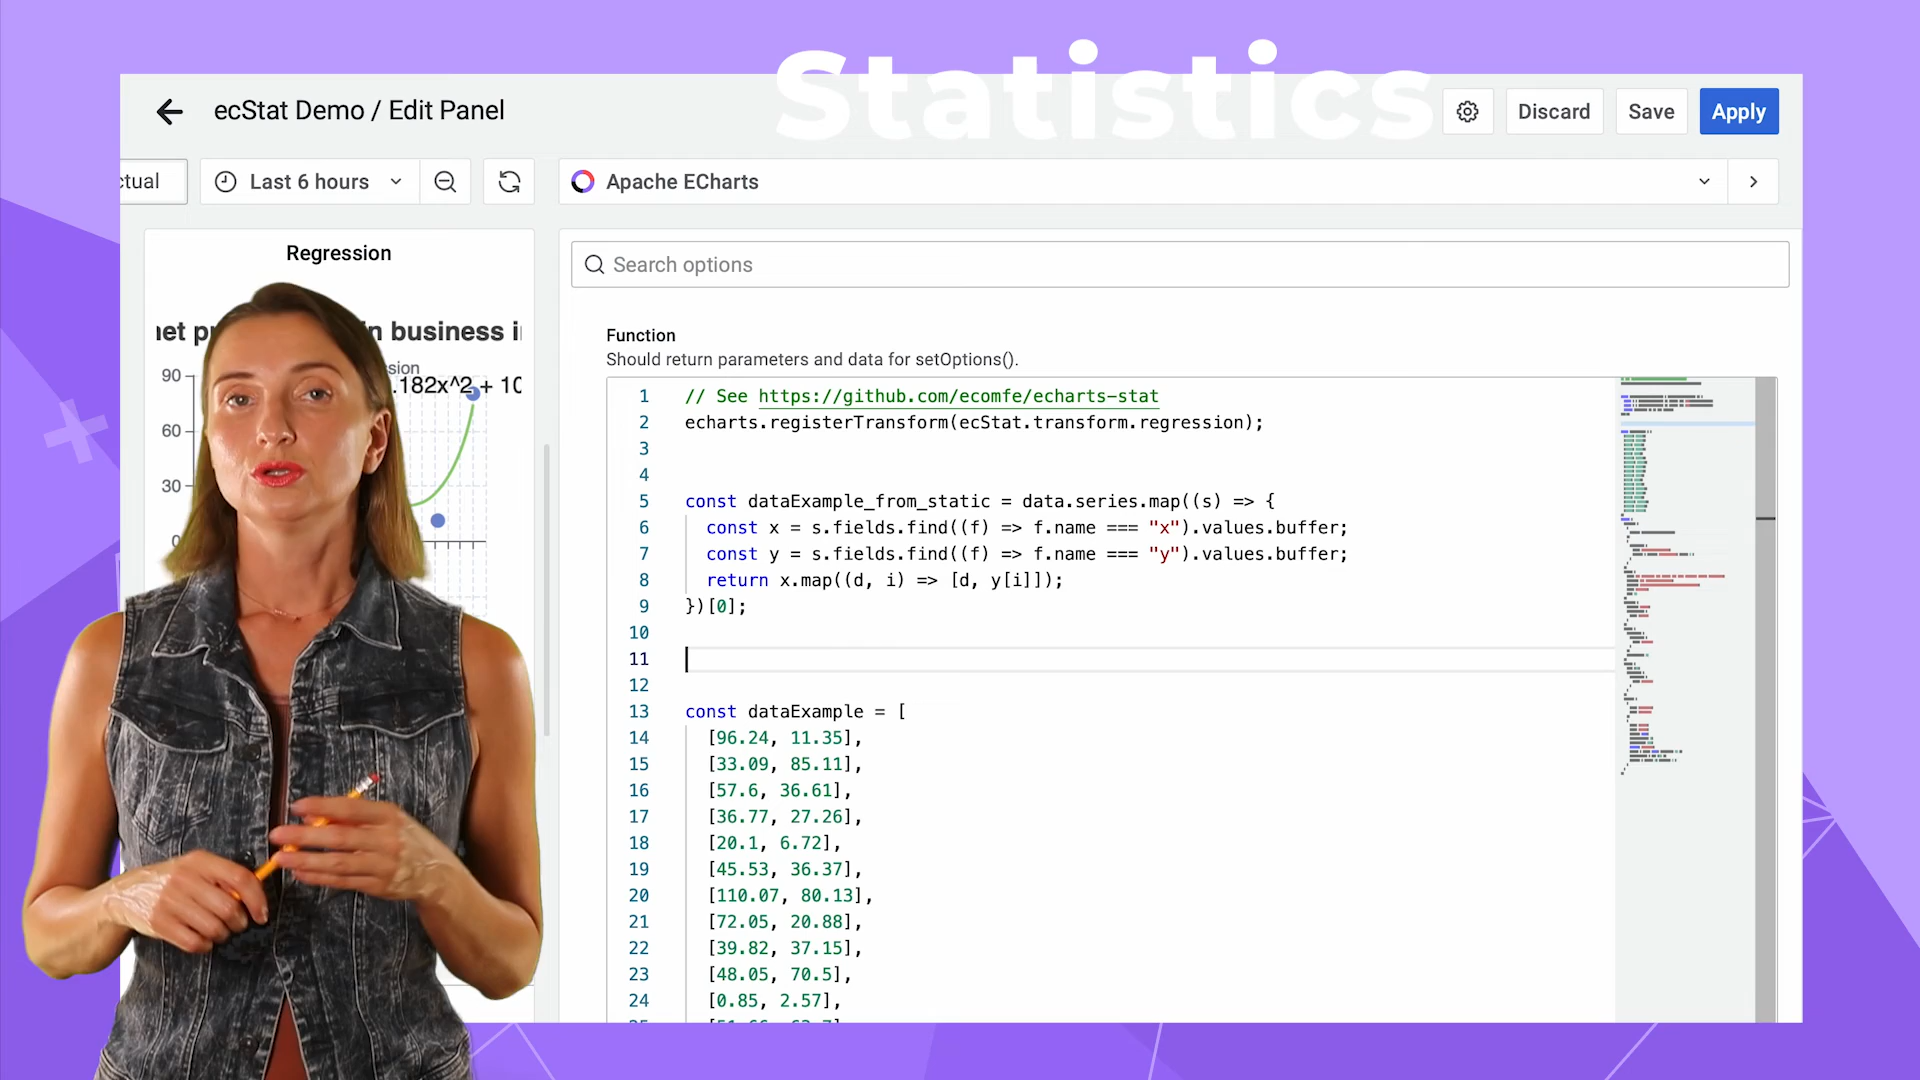 Statistics
ecStat Demo / Edit Panel
Discard
Save
Apply
ctual
Last 6 hours
Apache ECharts
Regression
Search options
business i
sion
.182x^2 + 10
90
60
30
0
Function
Should return parameters and data for setOptions().
1 // See https://github.com/ecomfe/echarts-stat
2 echarts.registerTransform(ecStat.transform.regression);
3
4
5 const dataExample_from_static = data.series.map((s) => {
6 const x = s.fields.find((f) => f.name === "x").values.buffer;
7 const y = s.fields.find((f) => f.name === "y").values.buffer;
8 return x.map((d, i) => [d, y[i]]);
9 })[0];
10
11
12
13 const dataExample = [
14 [96.24, 11.35],
15 [33.09, 85.11],
16 [57.6, 36.61],
17 [36.77, 27.26],
18 [20.1, 6.72],
19 [45.53, 36.37],
20 [110.07, 80.13],
21 [72.05, 20.88],
22 [39.82, 37.15],
23 [48.05, 70.5],
24 [0.85, 2.57],